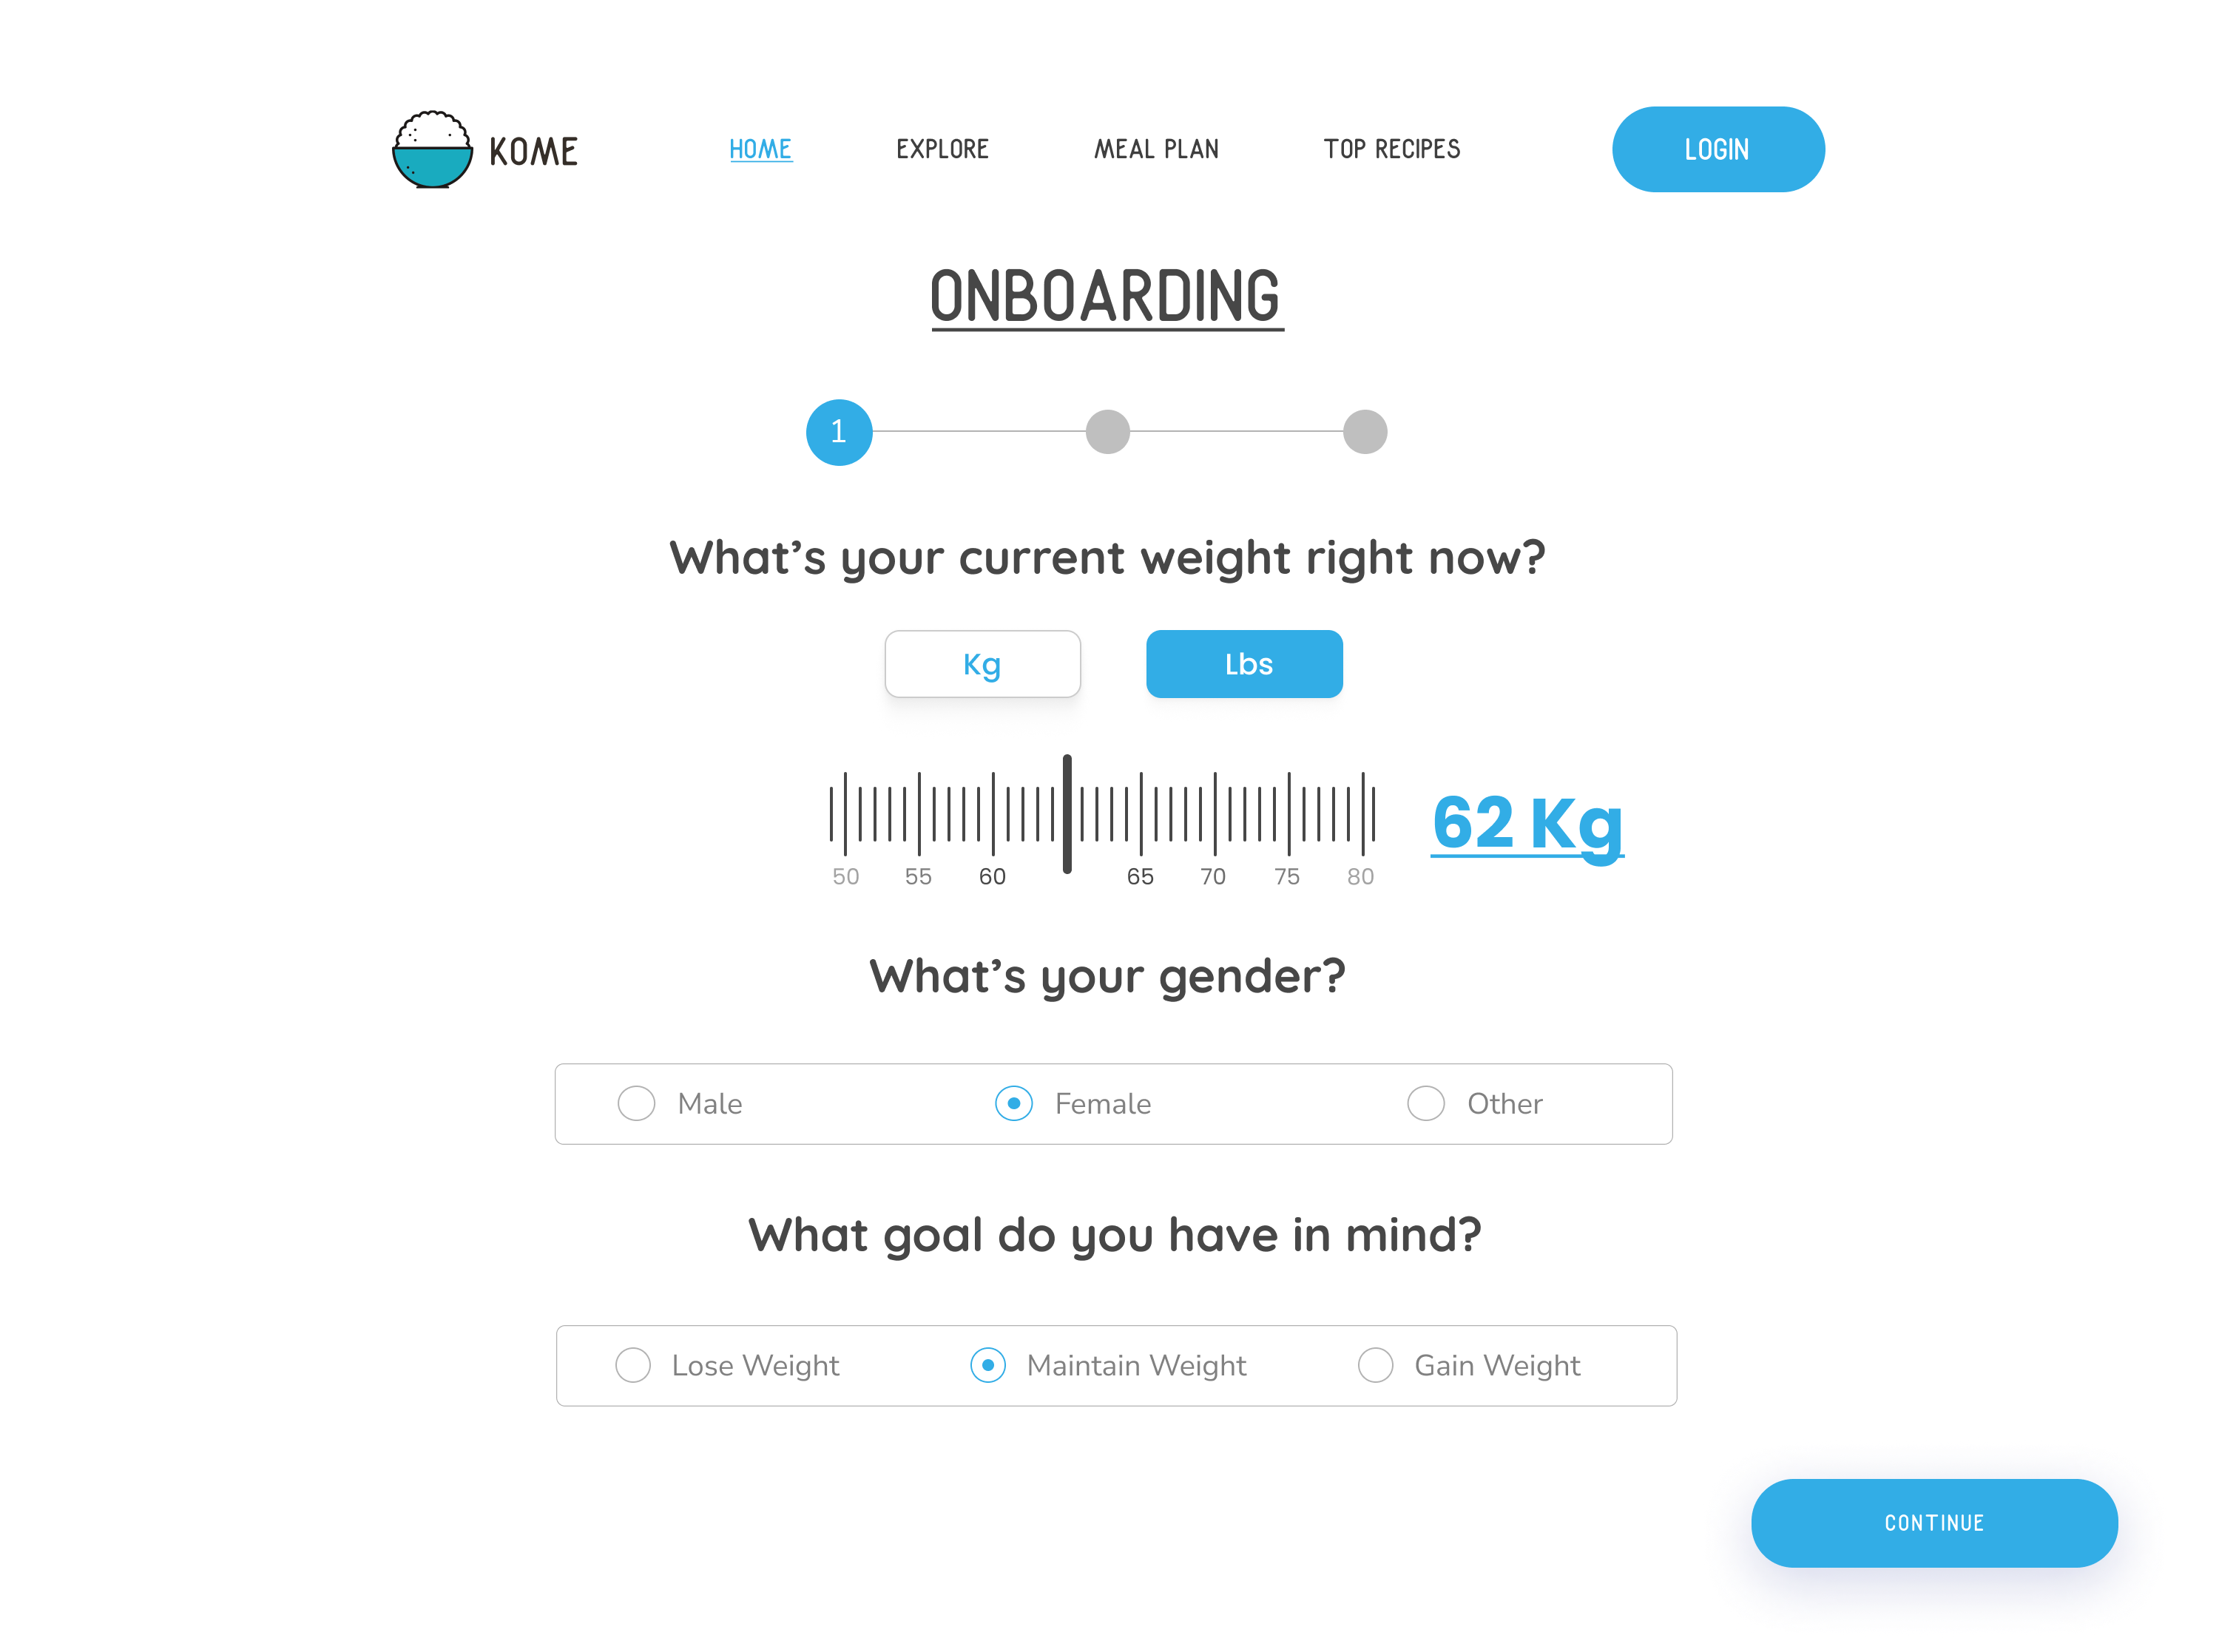 KOME
HOME
EXPLORE
MEAL PLAN
TOP RECIPES
LOGIN
ONBOARDING
1
What’s your current weight right now?
Kg
Lbs
50 55 60 65 70 75 80
62 Kg
What’s your gender?
Male
Female
Other
What goal do you have in mind?
Lose Weight
Maintain Weight
Gain Weight
CONTINUE